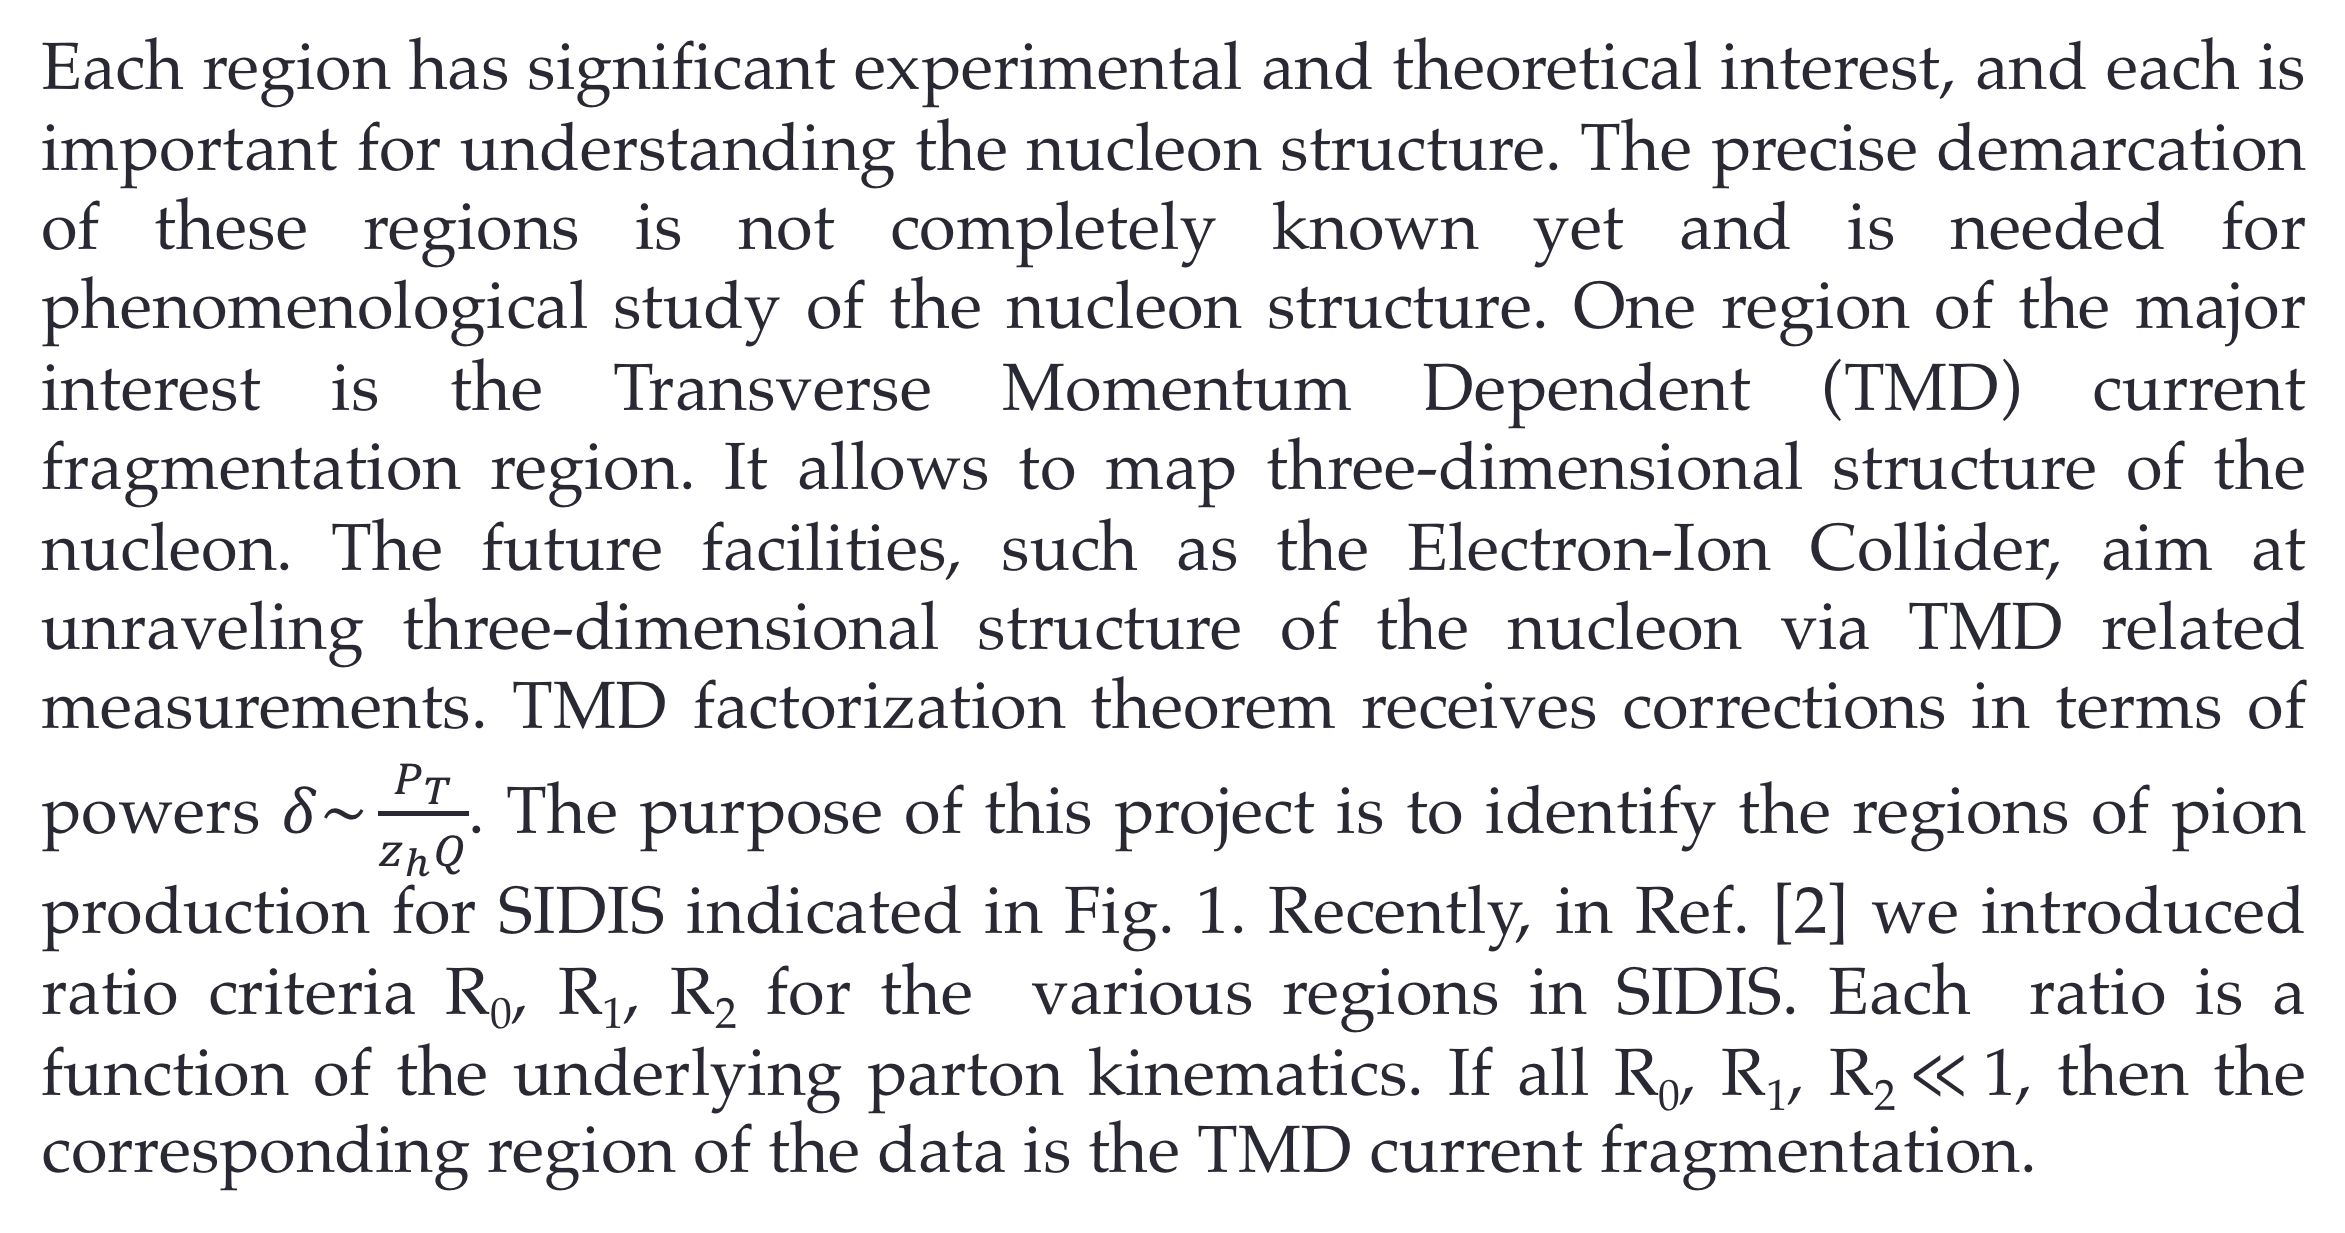 Each region has significant experimental and theoretical interest, and each is
important for understanding the nucleon structure. The precise demarcation
of these regions is not completely known yet and is needed for
phenomenological study of the nucleon structure. One region of the major
interest is the Transverse Momentum Dependent (TMD) current
fragmentation region. It allows to map three-dimensional structure of the
nucleon. The future facilities, such as the Electron-Ion Collider, aim at
unraveling three-dimensional structure of the nucleon via TMD related
measurements. TMD factorization theorem receives corrections in terms of
powers δ~ P_T / z_h Q. The purpose of this project is to identify the regions of pion
production for SIDIS indicated in Fig. 1. Recently, in Ref. [2] we introduced
ratio criteria R₀, R₁, R₂ for the various regions in SIDIS. Each ratio is a
function of the underlying parton kinematics. If all R₀, R₁, R₂ ≪ 1, then the
corresponding region of the data is the TMD current fragmentation.